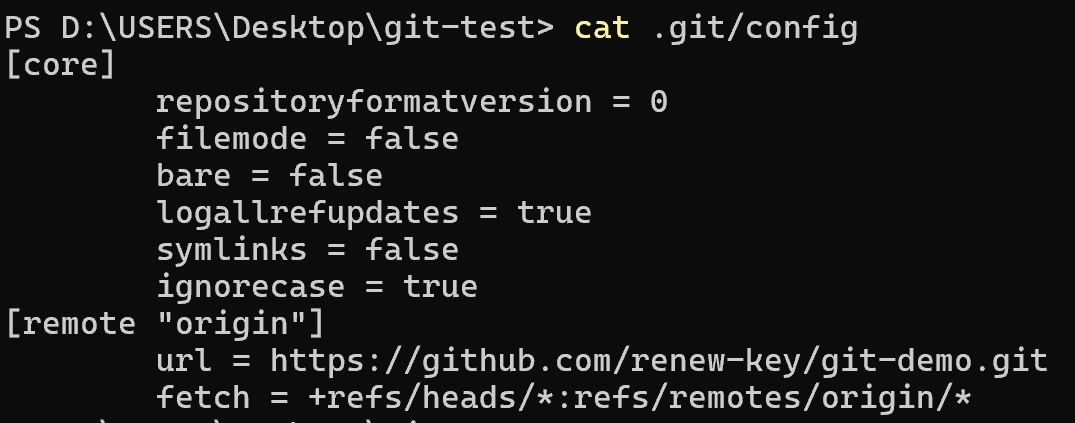 PS D:\USERS\Desktop\git-test> cat .git/config
[core]
        repositoryformatversion = 0
        filemode = false
        bare = false
        logallrefupdates = true
        symlinks = false
        ignorecase = true
[remote "origin"]
        url = https://github.com/renew-key/git-demo.git
        fetch = +refs/heads/*:refs/remotes/origin/*